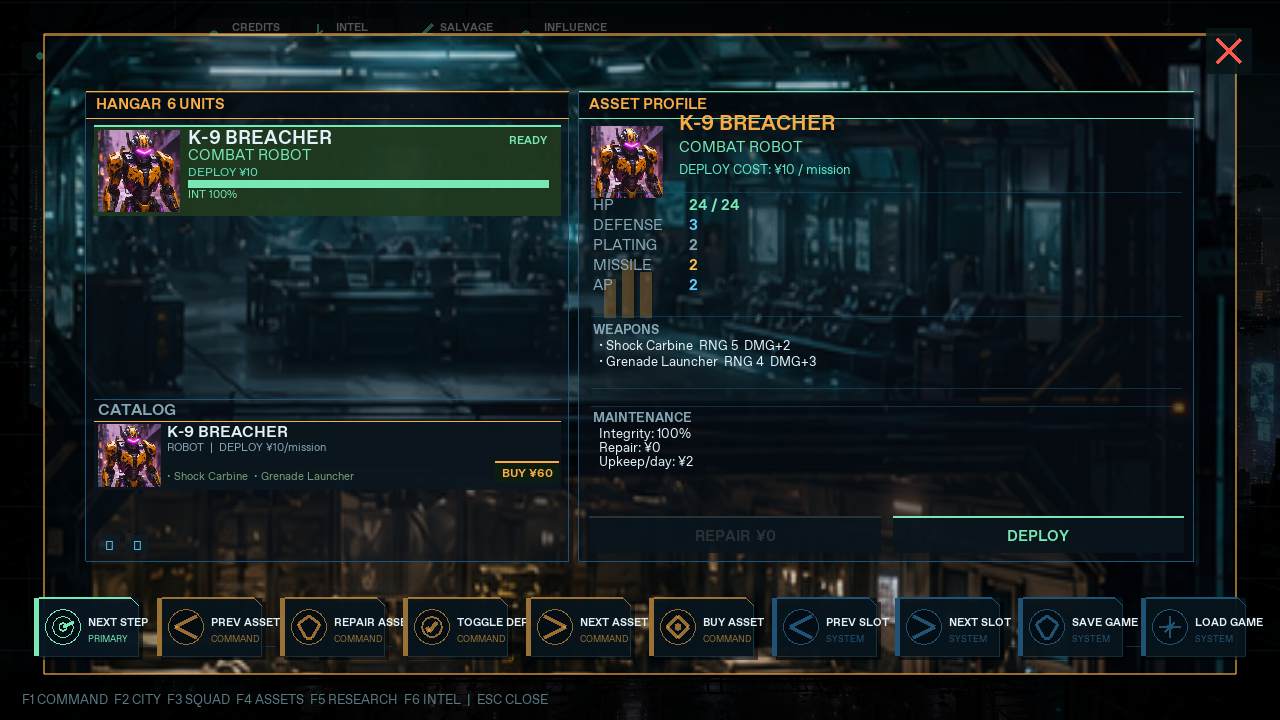 CREDITS INTEL SALVAGE INFLUENCE
HANGAR 6 UNITS
K-9 BREACHER
READY
COMBAT ROBOT
DEPLOY ¥10
INT 100%
CATALOG
K-9 BREACHER
ROBOT | DEPLOY ¥10/mission
BUY ¥60
· Shock Carbine · Grenade Launcher
ASSET PROFILE
K-9 BREACHER
COMBAT ROBOT
DEPLOY COST: ¥10 / mission
HP 24 / 24
DEFENSE 3
PLATING 2
MISSILE 2
AP 2
WEAPONS
· Shock Carbine RNG 5 DMG+2
· Grenade Launcher RNG 4 DMG+3
MAINTENANCE
Integrity: 100%
Repair: ¥0
Upkeep/day: ¥2
REPAIR ¥0
DEPLOY
NEXT STEP
PRIMARY
PREV ASSET
COMMAND
REPAIR ASSE
COMMAND
TOGGLE DEP
COMMAND
NEXT ASSET
COMMAND
BUY ASSET
COMMAND
PREV SLOT
SYSTEM
NEXT SLOT
SYSTEM
SAVE GAME
SYSTEM
LOAD GAME
SYSTEM
F1 COMMAND F2 CITY F3 SQUAD F4 ASSETS F5 RESEARCH F6 INTEL | ESC CLOSE